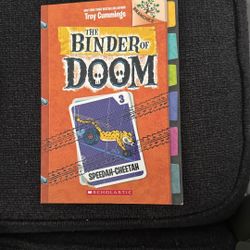 Troy Cummings
THE
BINDER OF
DOOM
3
SPEEDAH-CHEETAH
SCHOLASTIC